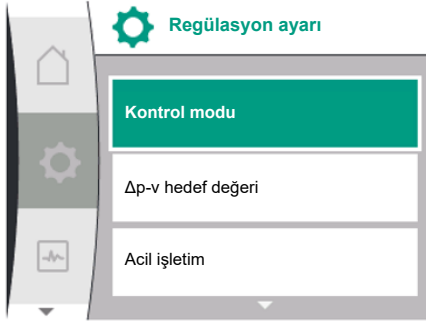 Regülasyon ayarı
Kontrol modu
Δp-v hedef değeri
Acil işletim